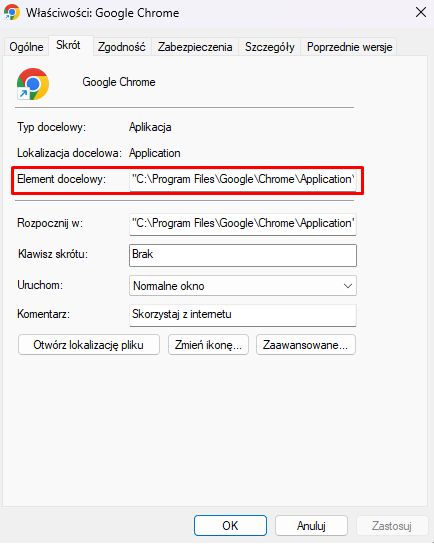 Właściwości: Google Chrome
Ogólne Skrót Zgodność Zabezpieczenia Szczegóły Poprzednie wersje
Google Chrome
Typ docelowy: Aplikacja
Lokalizacja docelowa: Application
Element docelowy: "C:\Program Files\Google\Chrome\Application\
Rozpocznij w: "C:\Program Files\Google\Chrome\Application"
Klawisz skrótu: Brak
Uruchom: Normalne okno
Komentarz: Skorzystaj z internetu
Otwórz lokalizację pliku Zmień ikonę... Zaawansowane...
OK Anuluj Zastosuj